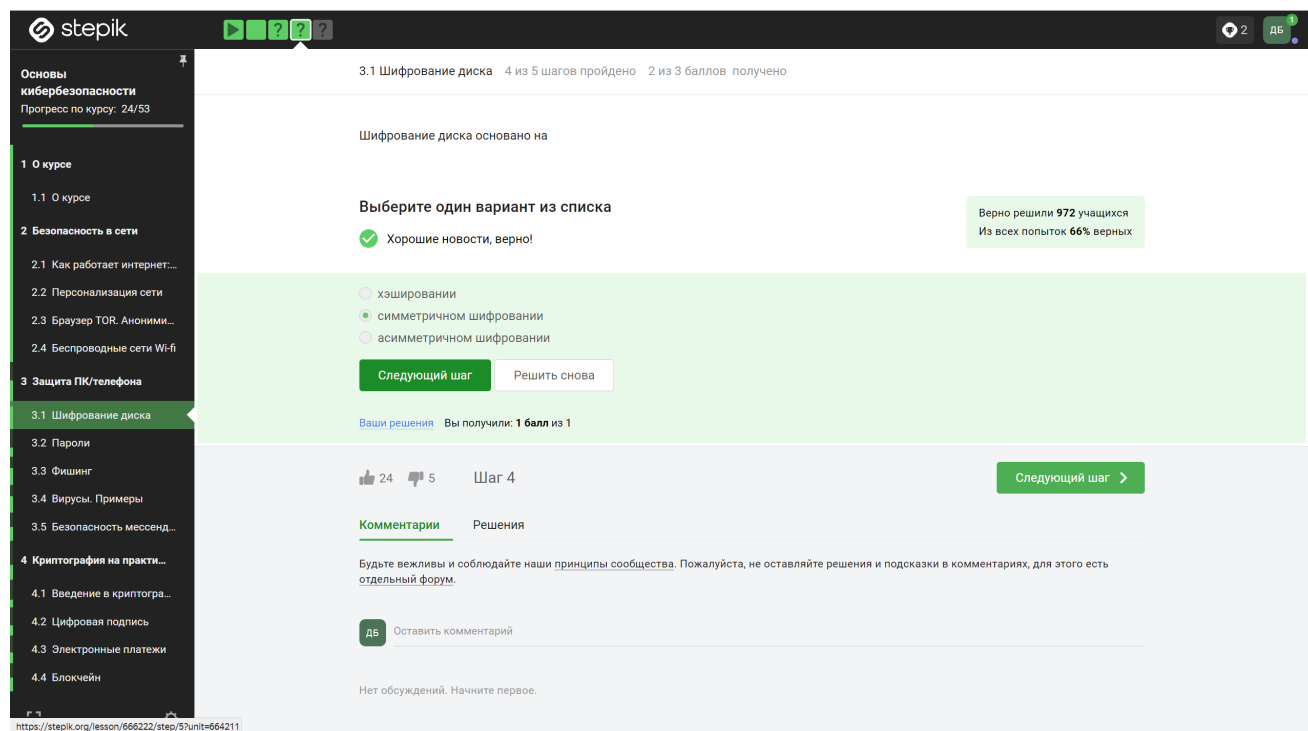 stepik
? ? ?
2
ДБ
1
Основы
кибербезопасности
Прогресс по курсу: 24/53
1 О курсе
1.1 О курсе
2 Безопасность в сети
2.1 Как работает интернет:...
2.2 Персонализация сети
2.3 Браузер TOR. Аноними...
2.4 Беспроводные сети Wi-fi
3 Защита ПК/телефона
3.1 Шифрование диска
3.2 Пароли
3.3 Фишинг
3.4 Вирусы. Примеры
3.5 Безопасность мессенд...
4 Криптография на практи...
4.1 Введение в криптогра...
4.2 Цифровая подпись
4.3 Электронные платежи
4.4 Блокчейн
https://stepik.org/lesson/666222/step/5?unit=664211
3.1 Шифрование диска 4 из 5 шагов пройдено 2 из 3 баллов получено
Шифрование диска основано на
Выберите один вариант из списка
Хорошие новости, верно!
Верно решили 972 учащихся
Из всех попыток 66% верных
хэшировании
симметричном шифровании
асимметричном шифровании
Следующий шаг Решить снова
Ваши решения Вы получили: 1 балл из 1
24 5 Шаг 4 Следующий шаг
Комментарии Решения
Будьте вежливы и соблюдайте наши принципы сообщества. Пожалуйста, не оставляйте решения и подсказки в комментариях, для этого есть
отдельный форум.
ДБ Оставить комментарий
Нет обсуждений. Начните первое.